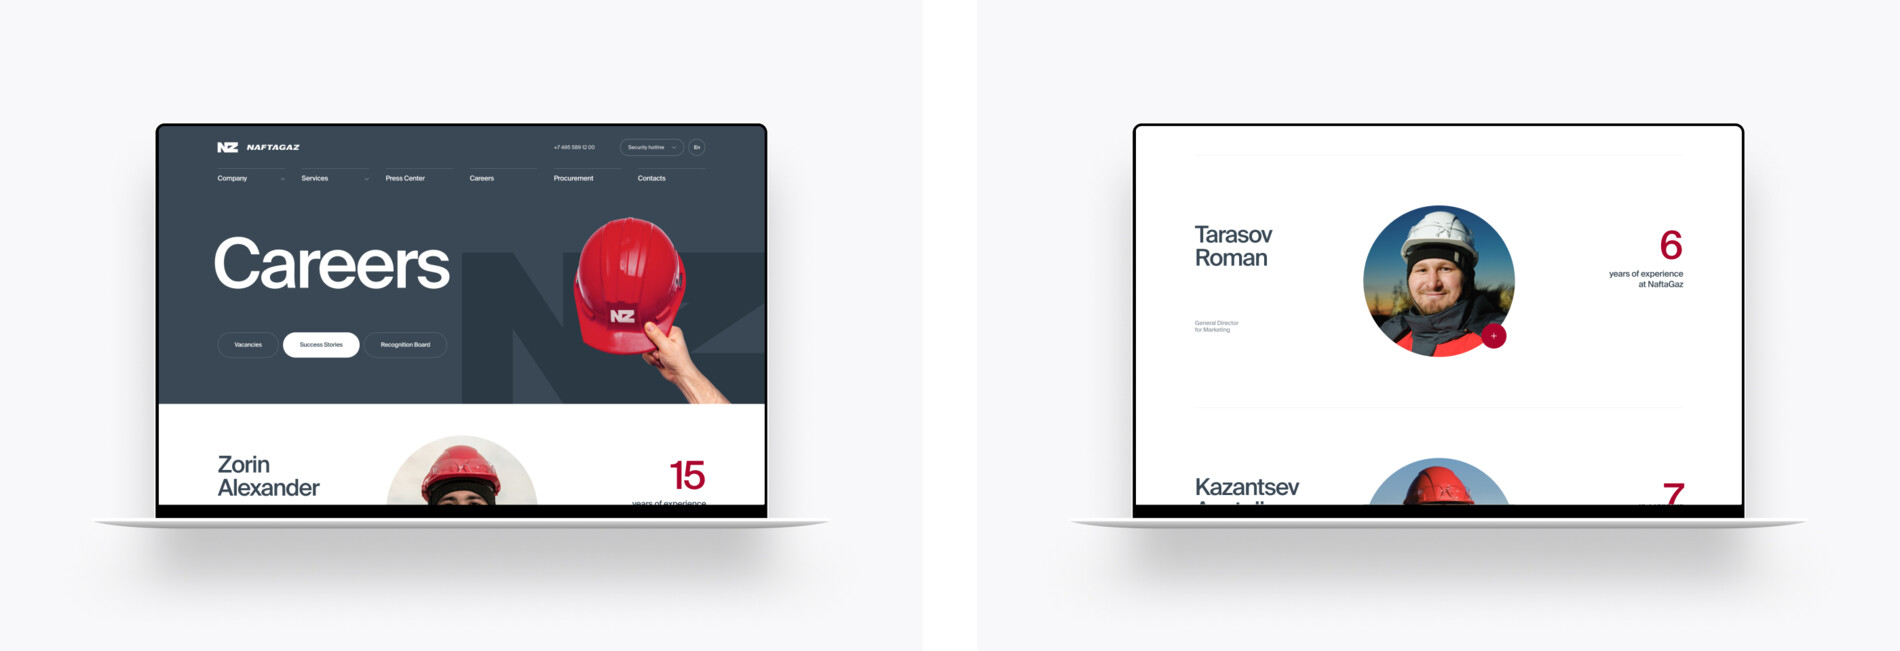 NZ NAFTAGAZ
+7 495 589 12 00
Security hotline
En
Company
Services
Press Center
Careers
Procurement
Contacts
Careers
NZ
Vacancies
Success Stories
Recognition Board
Zorin
Alexander
15
years of experience
Tarasov
Roman
General Director
for Marketing
6
years of experience
at NaftaGaz
+
Kazantsev
7